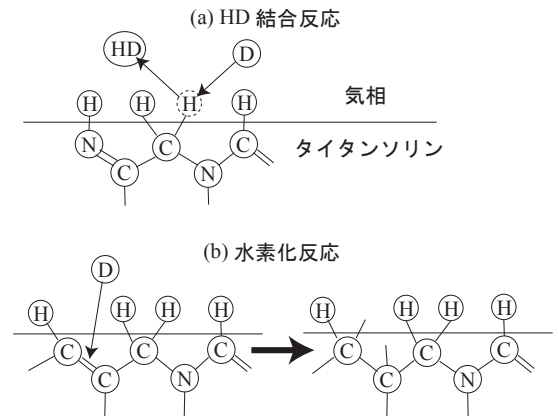 (a) HD 結合反応
HD D
H H H H
気相
N C C N C
タイタンソリン
(b) 水素化反応
D
H H H H H H H H
C C C N C C C C N C